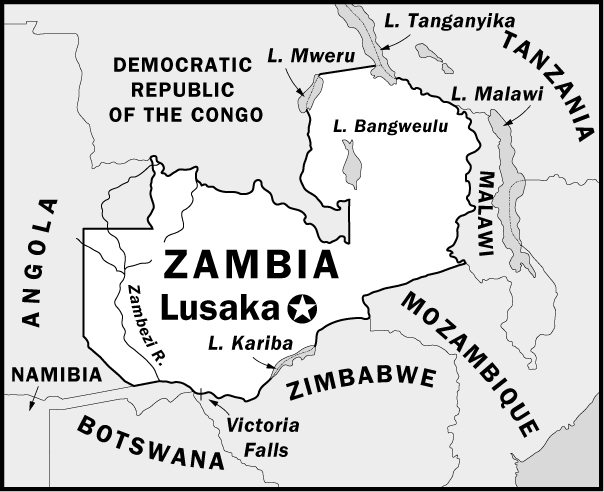 L. Tanganyika
L. Mweru
TANZANIA
DEMOCRATIC
REPUBLIC
OF THE CONGO
L. Malawi
L. Bangweulu
MALAWI
ANGOLA
ZAMBIA
Lusaka
Zambezi R.
L. Kariba
MOZAMBIQUE
NAMIBIA
ZIMBABWE
BOTSWANA
Victoria
Falls